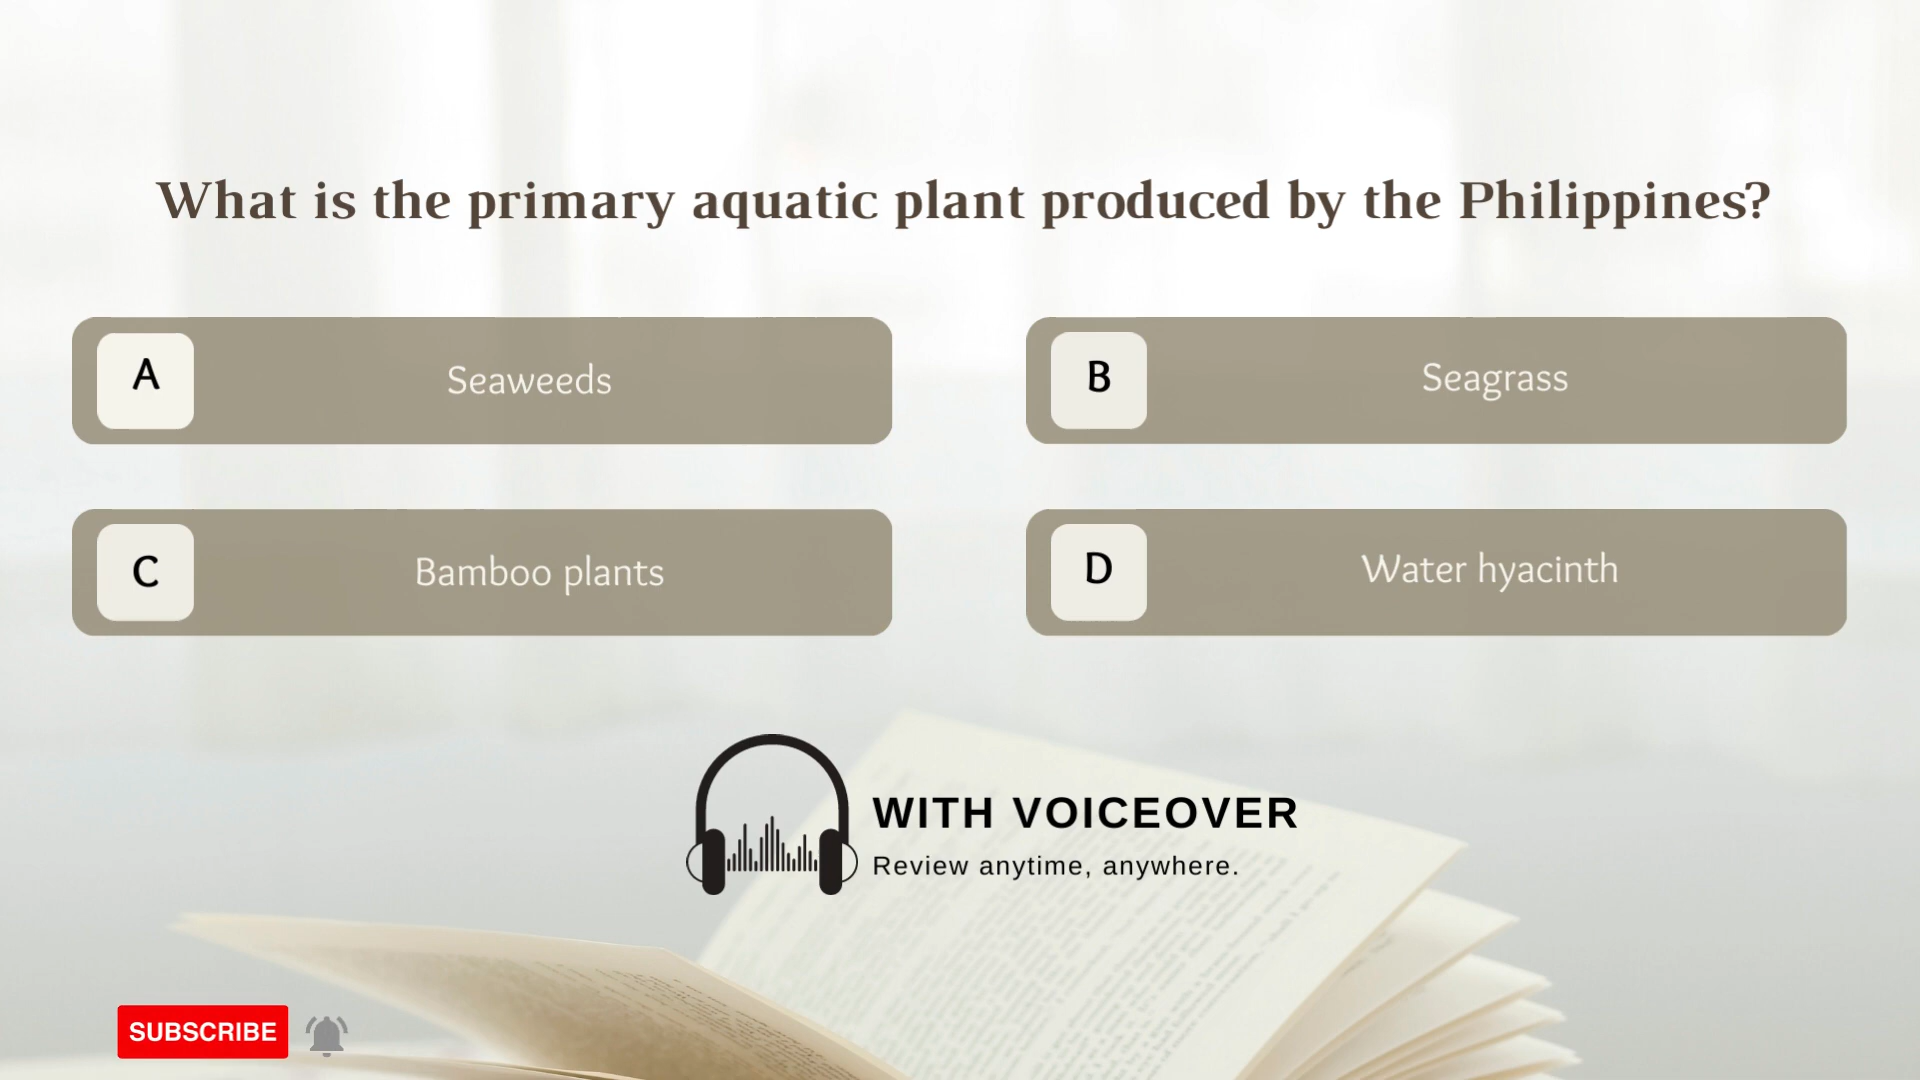 What is the primary aquatic plant produced by the Philippines?
A
Seaweeds
B
Seagrass
C
Bamboo plants
D
Water hyacinth
WITH VOICEOVER
Review anytime, anywhere.
SUBSCRIBE